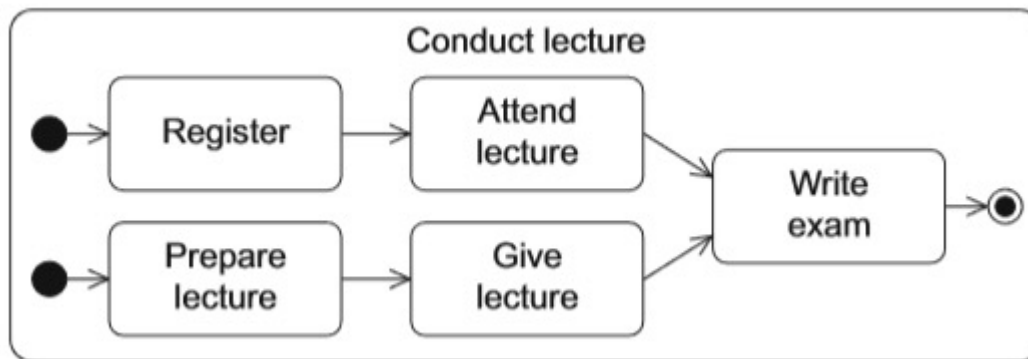 Conduct lecture
Register
Attend
lecture
Write
exam
Prepare
lecture
Give
lecture